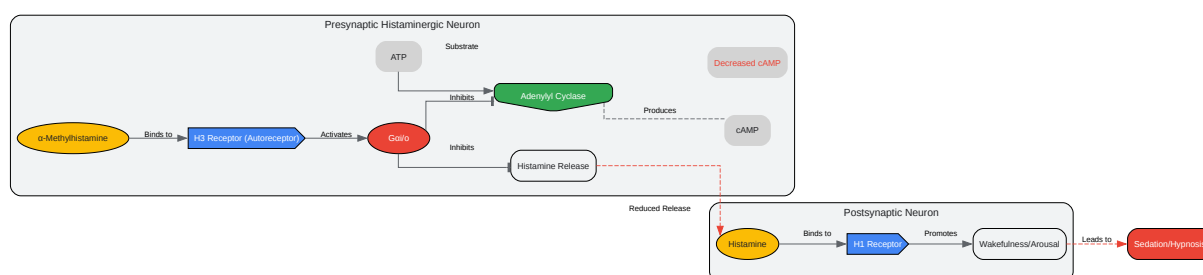 Presynaptic Histaminergic Neuron
ATP
Substrate
Decreased cAMP
Adenylyl Cyclase
Inhibits
Produces
α-Methylhistamine
Binds to
H3 Receptor (Autoreceptor)
Activates
Gαi/o
cAMP
Inhibits
Histamine Release
Reduced Release
Postsynaptic Neuron
Histamine
Binds to
H1 Receptor
Promotes
Wakefulness/Arousal
Leads to
Sedation/Hypnosis